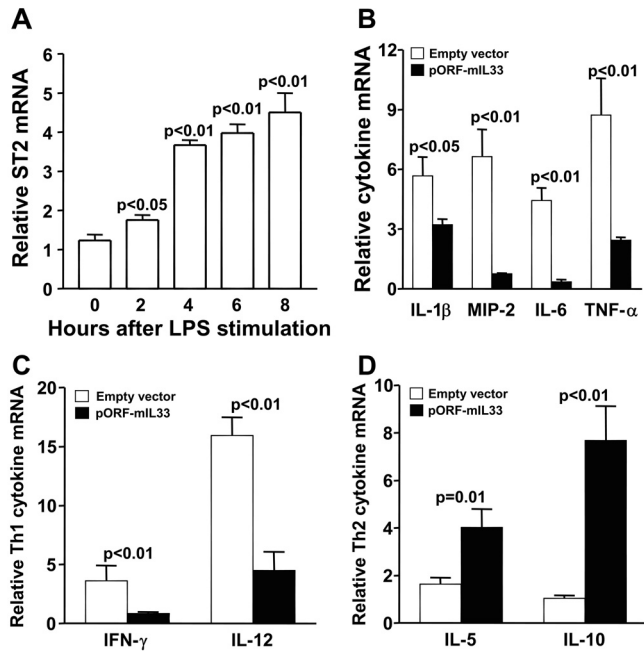 A
Relative ST2 mRNA
6
5
4
3
2
1
0
p<0.05
p<0.01
p<0.01
p<0.01
0 2 4 6 8
Hours after LPS stimulation
B
Relative cytokine mRNA
12
9
6
3
0
Empty vector
pORF-mIL33
p<0.05
p<0.01
p<0.01
p<0.01
IL-1β MIP-2 IL-6 TNF-α
C
Relative Th1 cytokine mRNA
20
15
10
5
0
Empty vector
pORF-mIL33
p<0.01
p<0.01
IFN-γ IL-12
D
Relative Th2 cytokine mRNA
10
8
6
4
2
0
Empty vector
pORF-mIL33
p=0.01
p<0.01
IL-5 IL-10